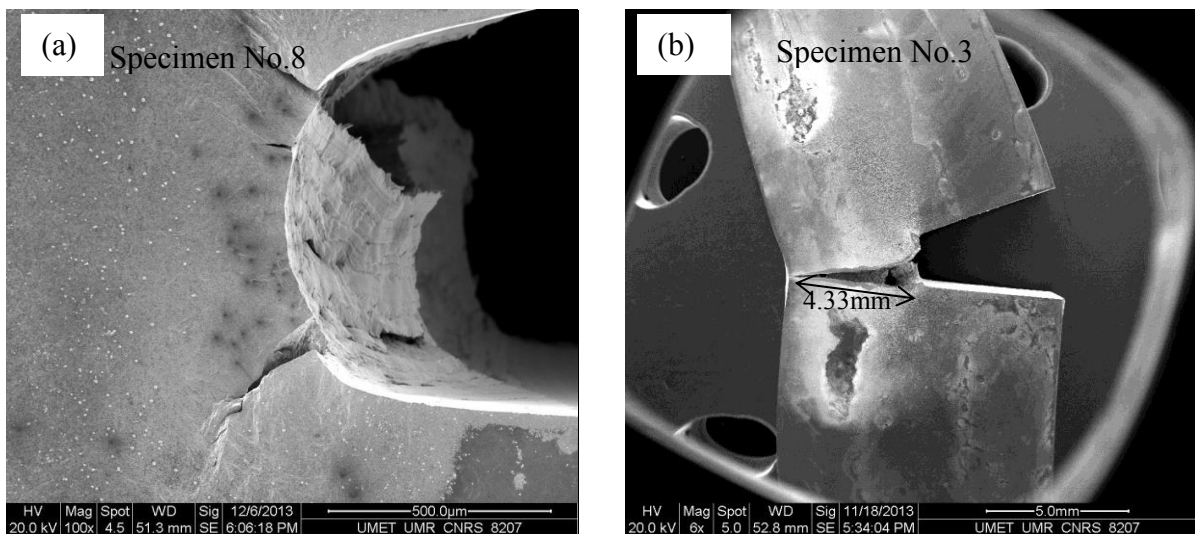 (a)
Specimen No.8
HV Mag Spot WD Sig 12/6/2013 500.0µm
20.0 kV 100x 4.5 51.3 mm SE 6:06:18 PM UMET UMR CNRS 8207
(b)
Specimen No.3
4.33mm
HV Mag Spot WD Sig 11/18/2013 5.0mm
20.0 kV 6x 5.0 52.8 mm SE 5:34:04 PM UMET UMR CNRS 8207